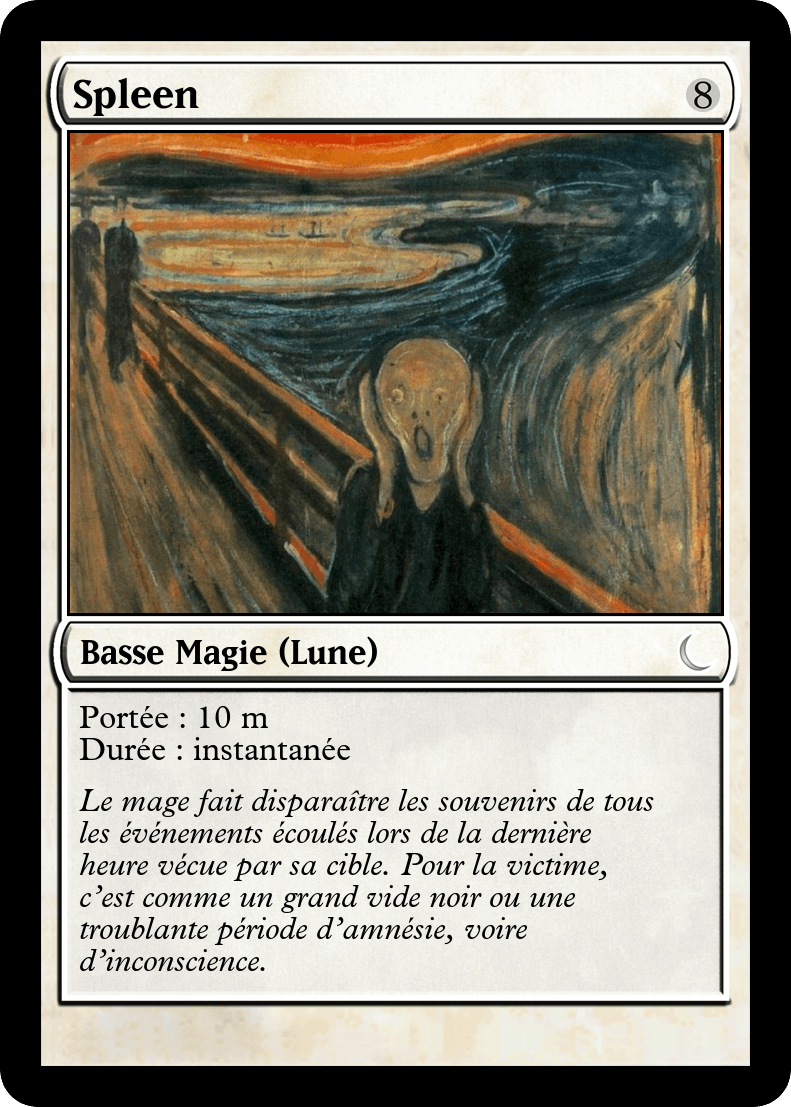 Spleen
8
Basse Magie (Lune)
Portée : 10 m
Durée : instantanée
Le mage fait disparaître les souvenirs de tous
les événements écoulés lors de la dernière
heure vécue par sa cible. Pour la victime,
c'est comme un grand vide noir ou une
troublante période d'amnésie, voire
d'inconscience.